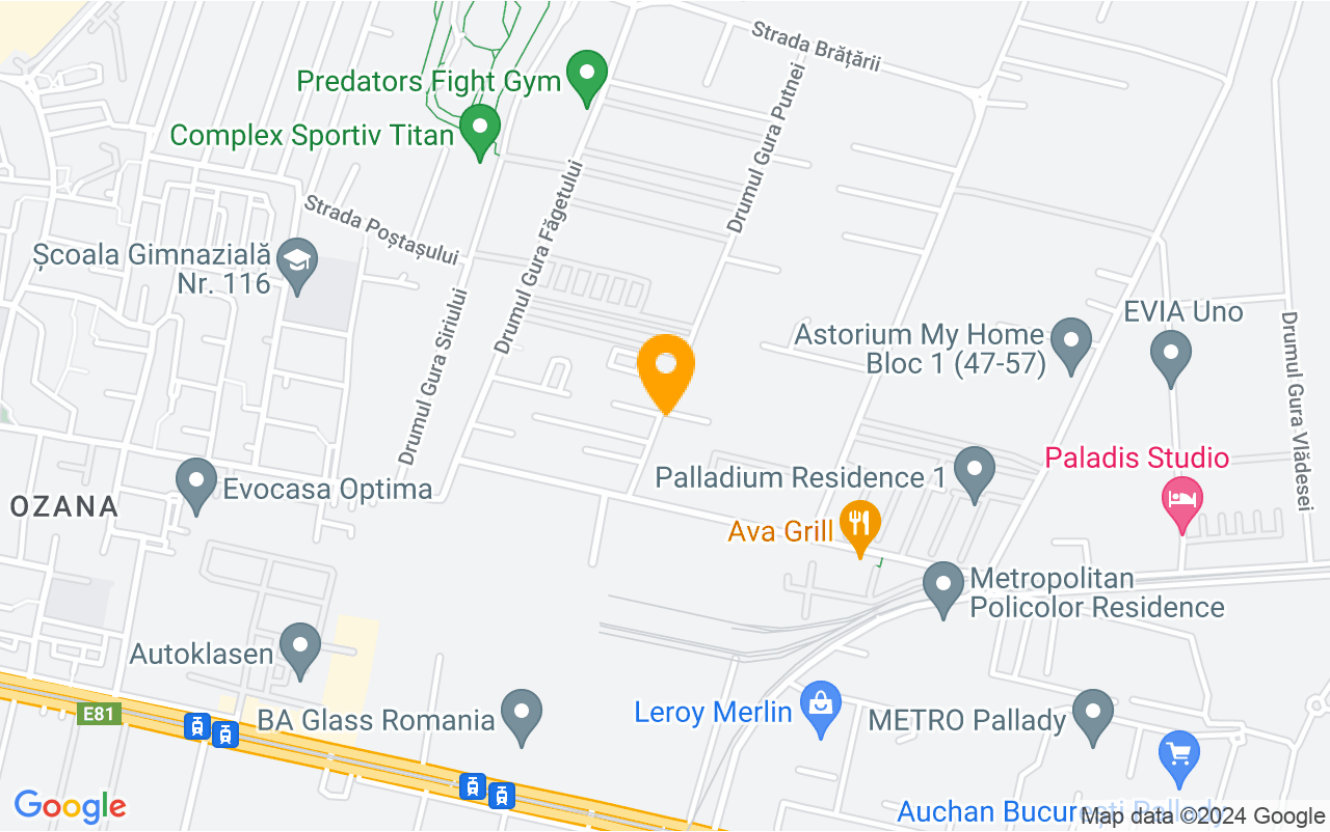 Strada Brățării
Predators Fight Gym
Complex Sportiv Titan
Drumul Gura Putnei
Drumul Gura Făgetului
Strada Poștașului
Școala Gimnazială
Nr. 116
Drumul Gura Siriului
EVIA Uno
Astorium My Home
Bloc 1 (47-57)
Drumul Gura Vlădesei
Paladis Studio
Palladium Residence 1
Evocasa Optima
OZANA
Ava Grill
Metropolitan
Policolor Residence
Autoklasen
E81
BA Glass Romania
Leroy Merlin
METRO Pallady
Google
Auchan București Pallady
Map data ©2024 Google